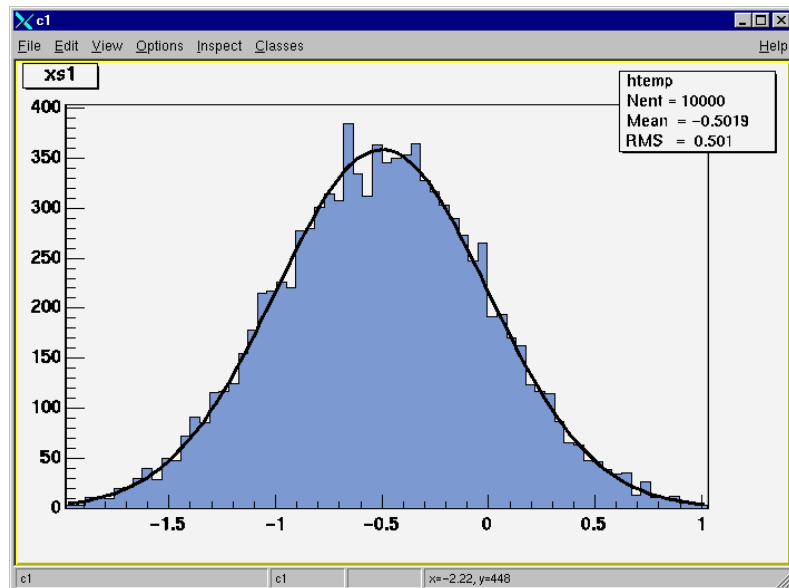 c1
File Edit View Options Inspect Classes Help
xs1
htemp
Nent = 10000
Mean = -0.5019
RMS = 0.501
400
350
300
250
200
150
100
50
0
-1.5 -1 -0.5 0 0.5 1
c1 c1 x=-2.22, y=448